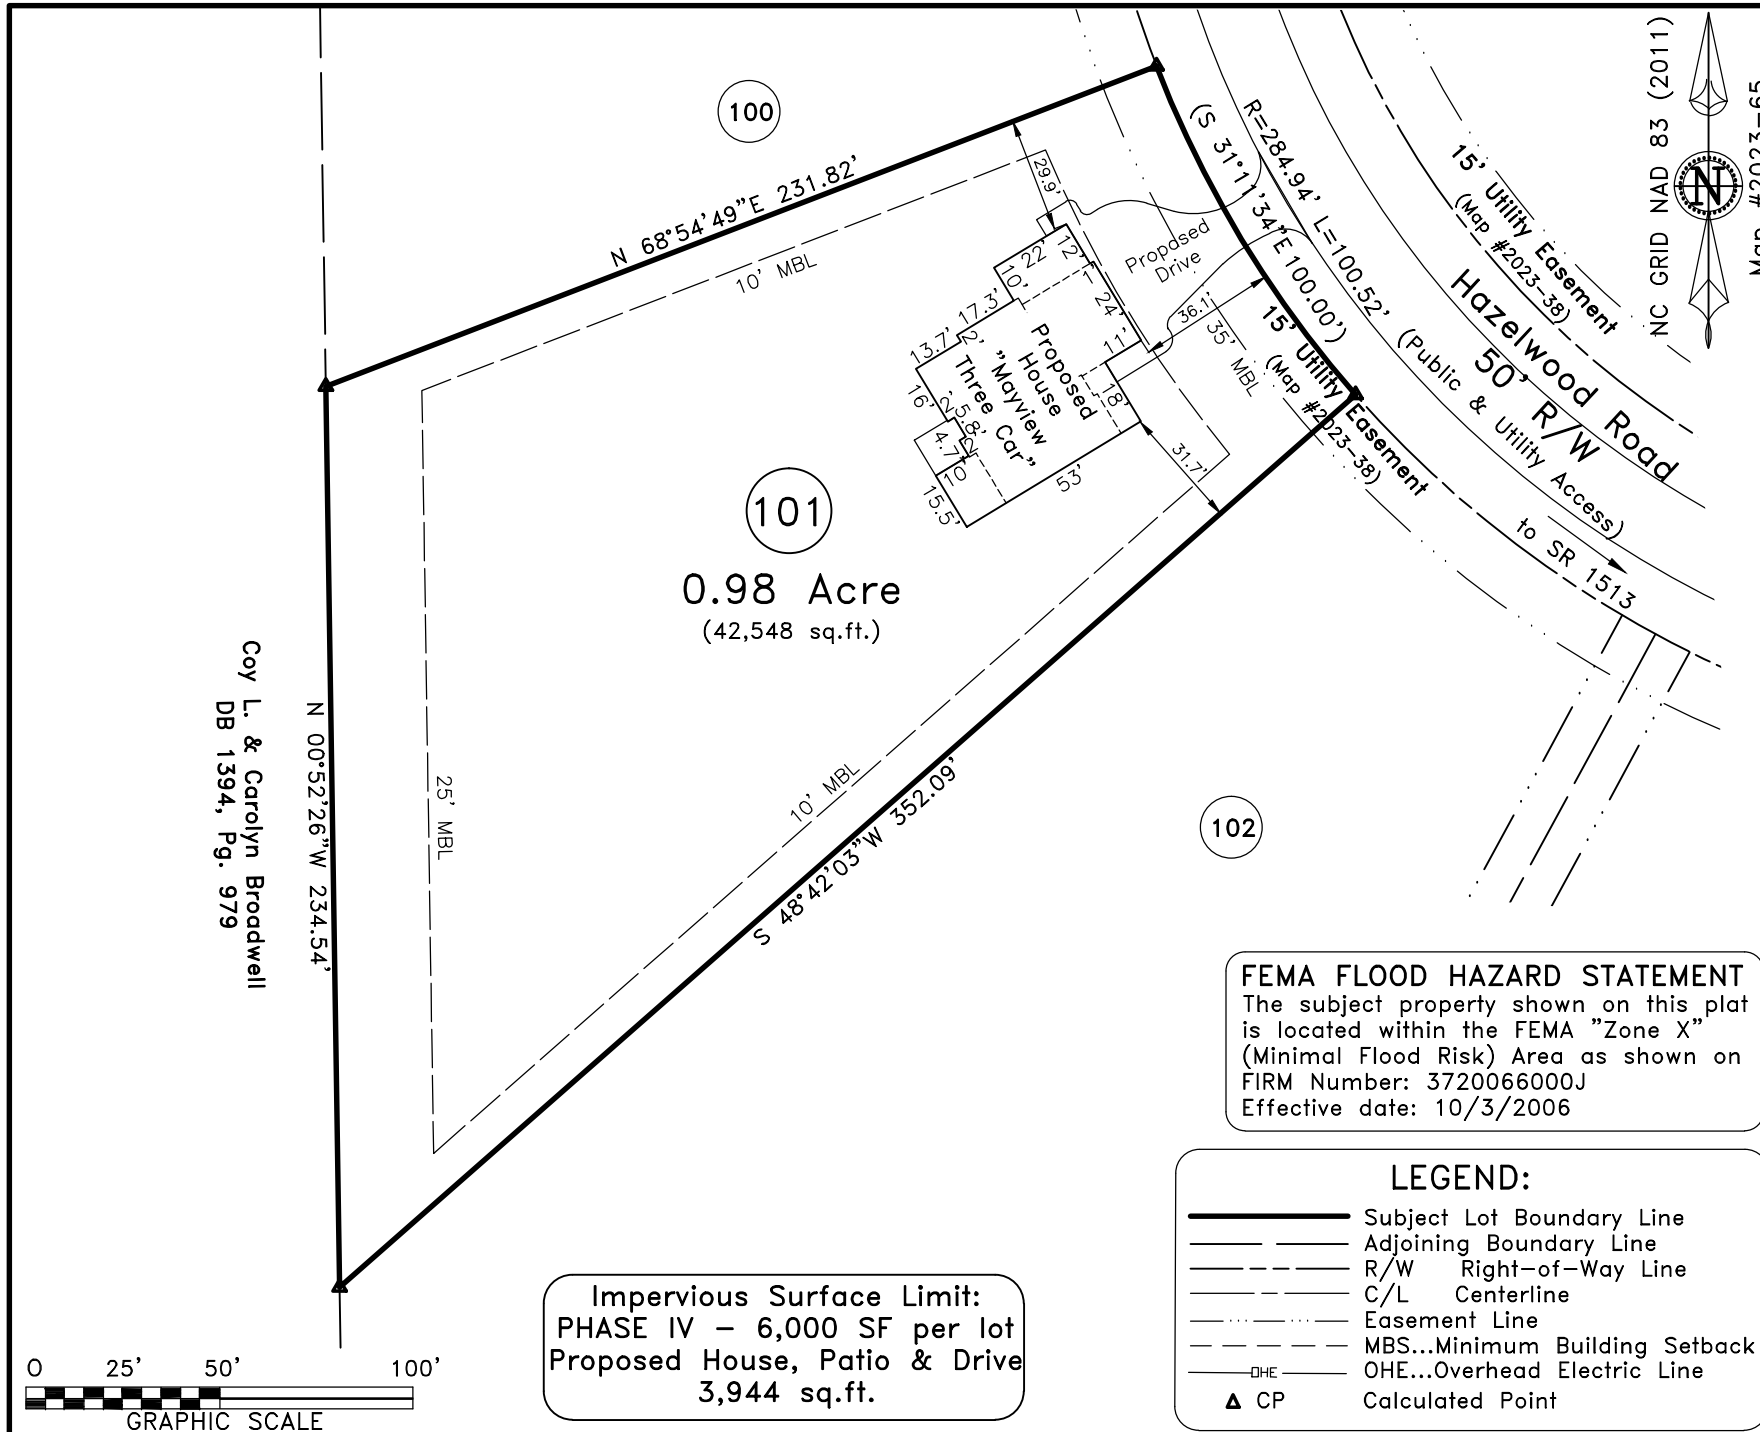 100
N 68°54'49"E 231.82'
10' MBL
29.9'
R=284.94' L=100.52'
(S 31°11'34"E 100.00')
15' Utility Easement
(Map #2023-38)
NC GRID NAD 83 (2011)
N
Hazelwood Road
50' R/W
(Public & Utility Access)
to SR 1513
Proposed
Drive
36.1'
35' MBL
15' Utility Easement
(Map #2023-38)
12'
22'
10'
24'
17.3'
2'
13.7'
11'
18'
16'
2'
5.8'
2'
4.7'
10'
15.5'
53'
31.7'
Proposed
House
"Mayview
Three Car"
101
0.98 Acre
(42,548 sq.ft.)
Coy L. & Carolyn Broadwell
DB 1394, Pg. 979
N 00°52'26"W 234.54'
25' MBL
10' MBL
S 48°42'03"W 352.09'
102
FEMA FLOOD HAZARD STATEMENT
The subject property shown on this plat
is located within the FEMA "Zone X"
(Minimal Flood Risk) Area as shown on
FIRM Number: 3720066000J
Effective date: 10/3/2006
LEGEND:
Subject Lot Boundary Line
Adjoining Boundary Line
R/W Right-of-Way Line
C/L Centerline
Easement Line
MBS...Minimum Building Setback
OHE OHE...Overhead Electric Line
CP Calculated Point
Impervious Surface Limit:
PHASE IV - 6,000 SF per lot
Proposed House, Patio & Drive
3,944 sq.ft.
0 25' 50' 100'
GRAPHIC SCALE